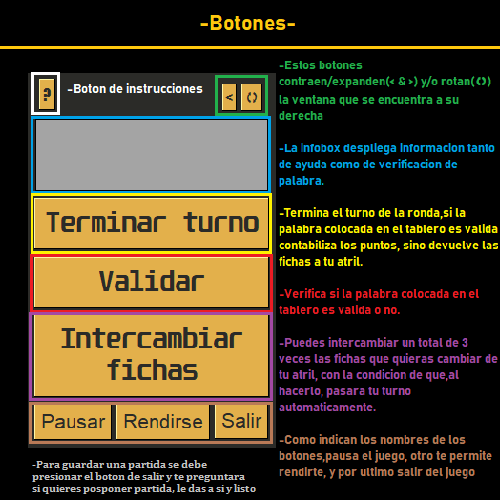 -Botones-
?
-Boton de instrucciones
<
-Estos botones
contraen/expanden(< & >) y/o rotan(↻)
la ventana que se encuentra a su
derecha
-La infobox despliega informacion tanto
de ayuda como de verificacion de
palabra.
Terminar turno
-Termina el turno de la ronda,si la
palabra colocada en el tablero es valida
contabiliza los puntos, sino devuelve las
fichas a tu atril.
Validar
-Verifica si la palabra colocada en el
tablero es valida o no.
Intercambiar
fichas
-Puedes intercambiar un total de 3
veces las fichas que quieras cambiar de
tu atril, con la condicion de que,al
hacerlo, pasara tu turno
automaticamente.
Pausar
Rendirse
Salir
-Como indican los nombres de los
botones,pausa el juego, otro te permite
rendirte, y por ultimo salir del juego
-Para guardar una partida se debe
presionar el boton de salir y te preguntara
si quieres posponer partida, le das a si y listo